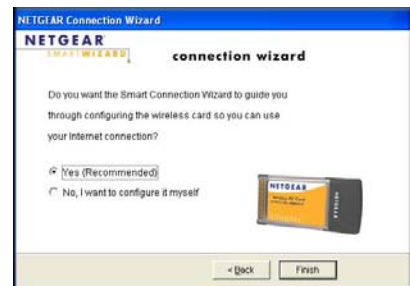 NETGEAR Connection Wizard
NETGEAR
SMARTWIZARD
connection wizard
Do you want the Smart Connection Wizard to guide you
through configuring the wireless card so you can use
your Internet connection?
Yes (Recommended)
No, I want to configure it myself
NETGEAR
NETGEAR
< Back
Finish